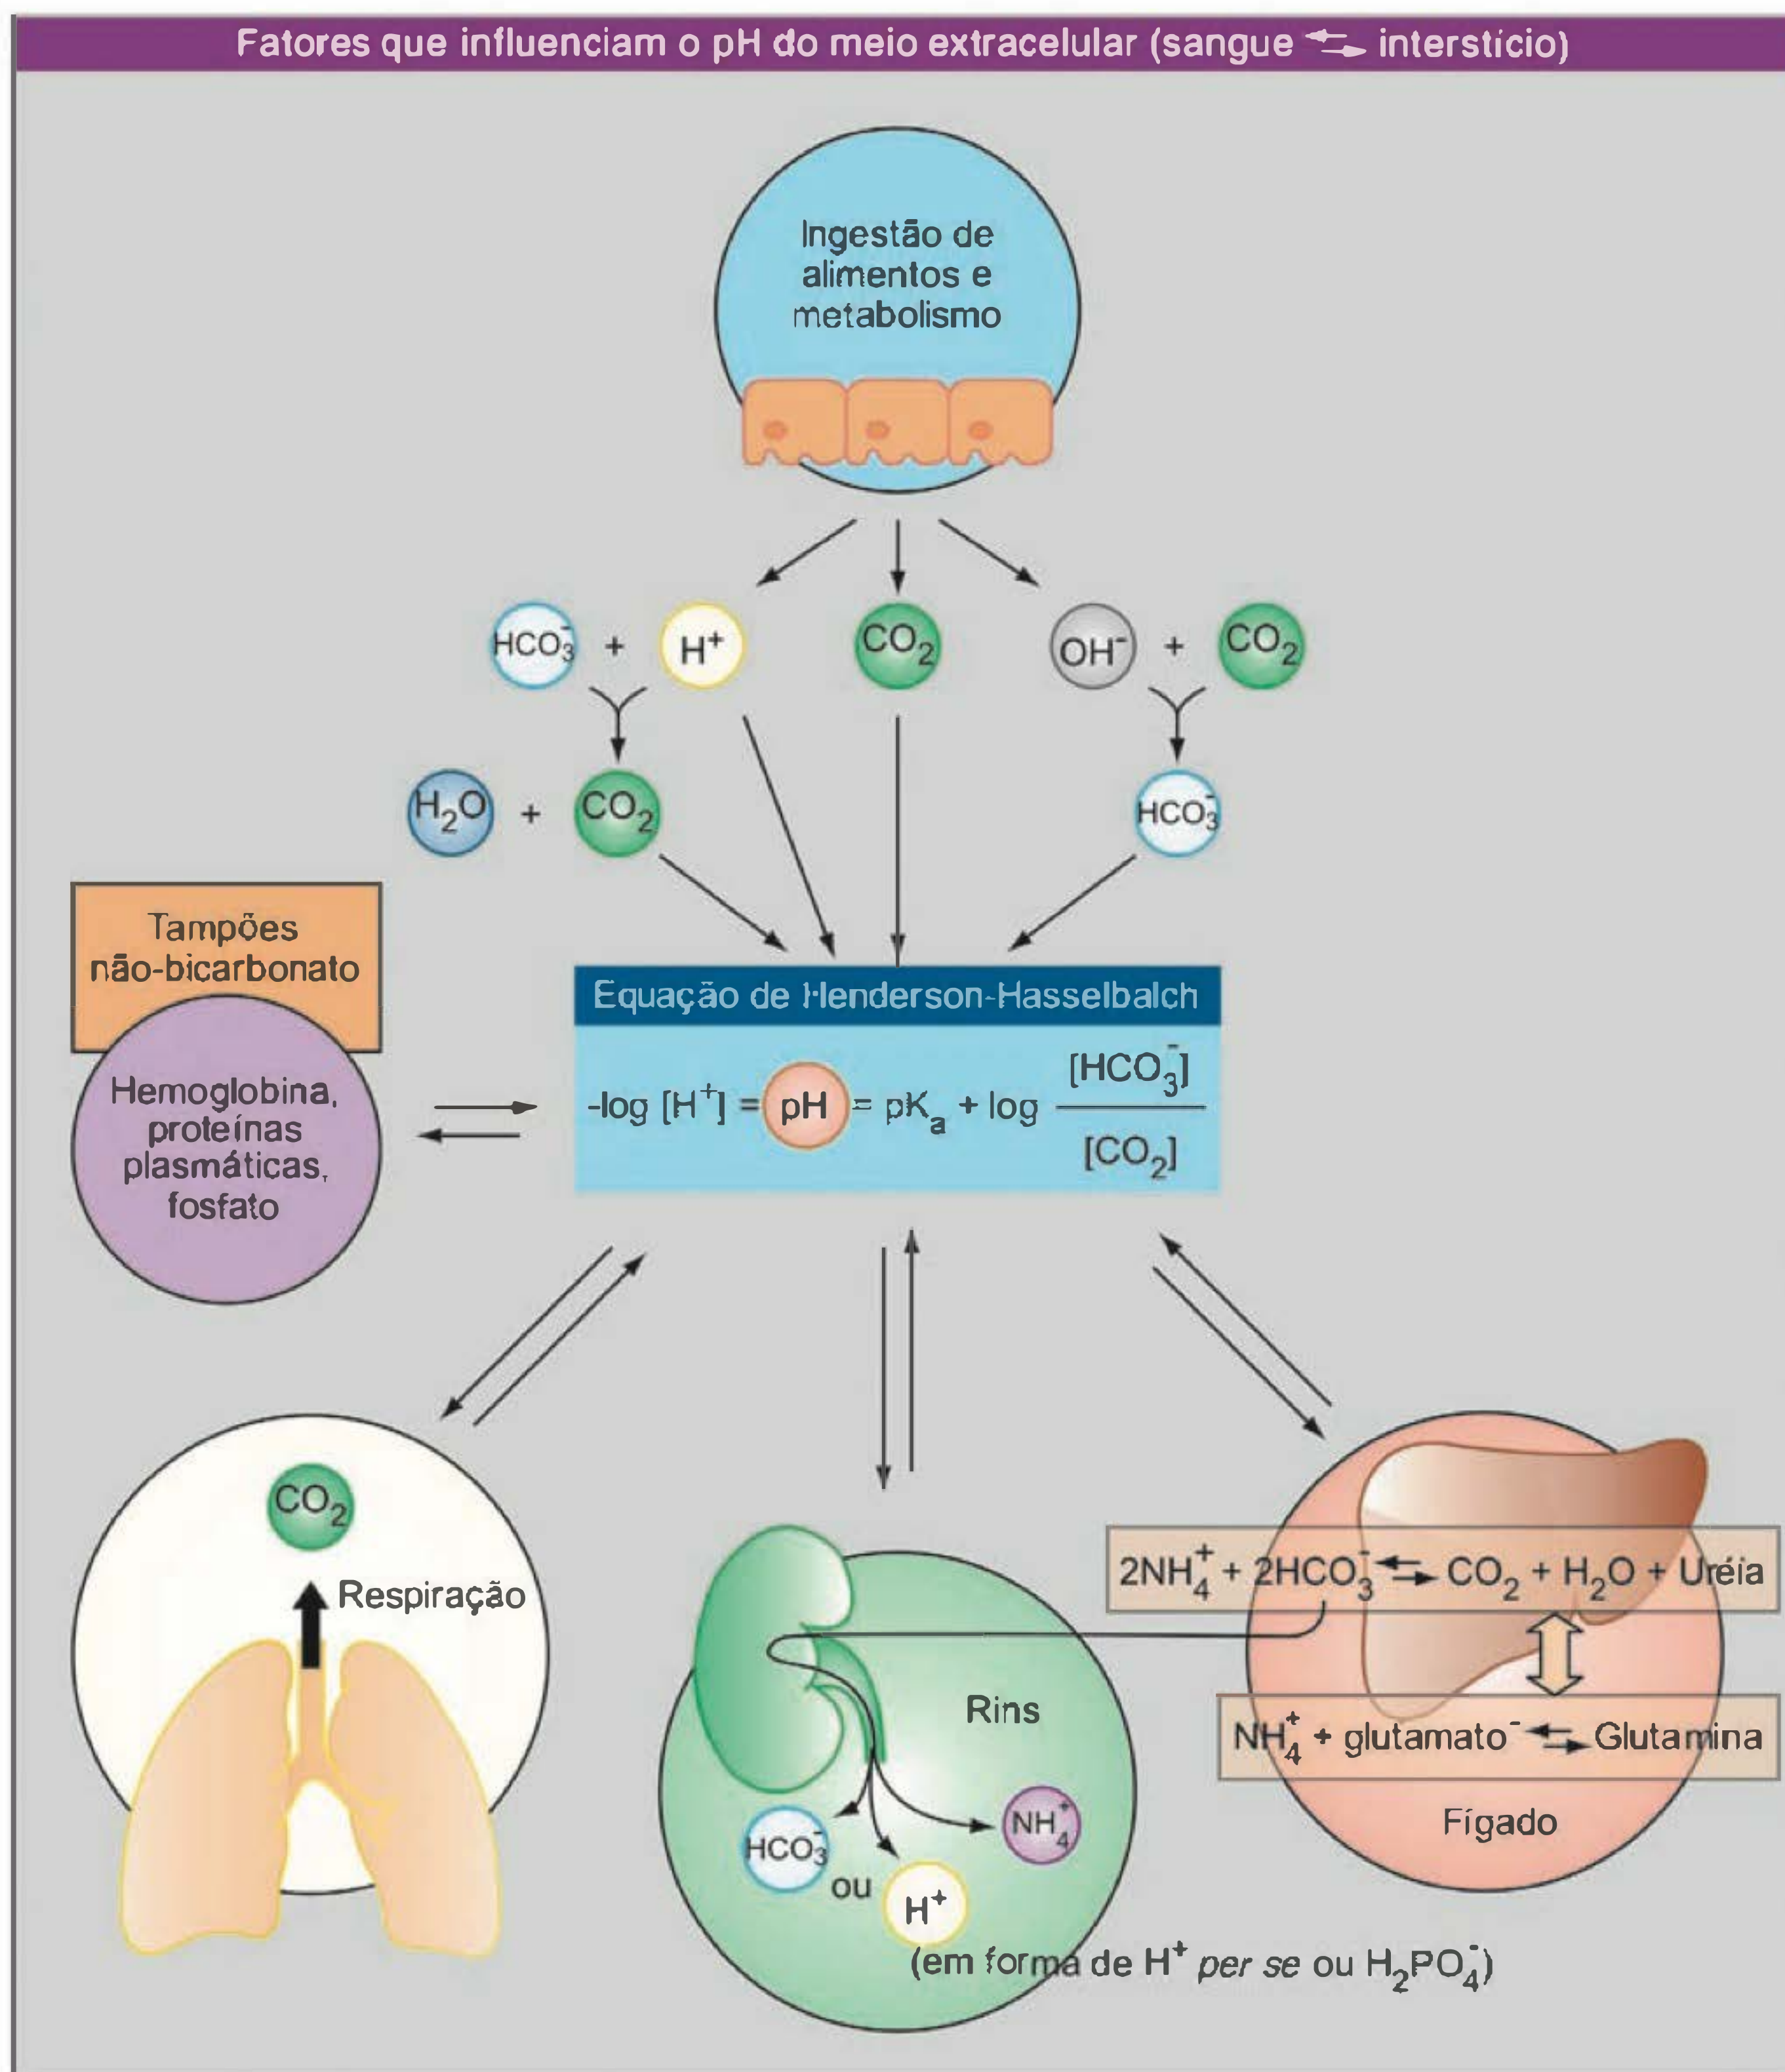 Fatores que influenciam o pH do meio extracelular (sangue ⇆ interstício)
Ingestão de
alimentos e
metabolismo
HCO₃⁻ + H⁺
CO₂
OH⁻ + CO₂
H₂O + CO₂
HCO₃⁻
Tampões
não-bicarbonato
Hemoglobina,
proteínas
plasmáticas,
fosfato
Equação de Henderson-Hasselbalch
-log [H⁺] = pH = pKₐ + log [HCO₃⁻]
[CO₂]
CO₂
Respiração
Rins
HCO₃⁻
ou
H⁺
NH₄⁺
(em forma de H⁺ per se ou H₂PO₄⁻)
2NH₄⁺ + 2HCO₃⁻ ⇆ CO₂ + H₂O + Uréia
NH₄⁺ + glutamato⁻ ⇆ Glutamina
Fígado